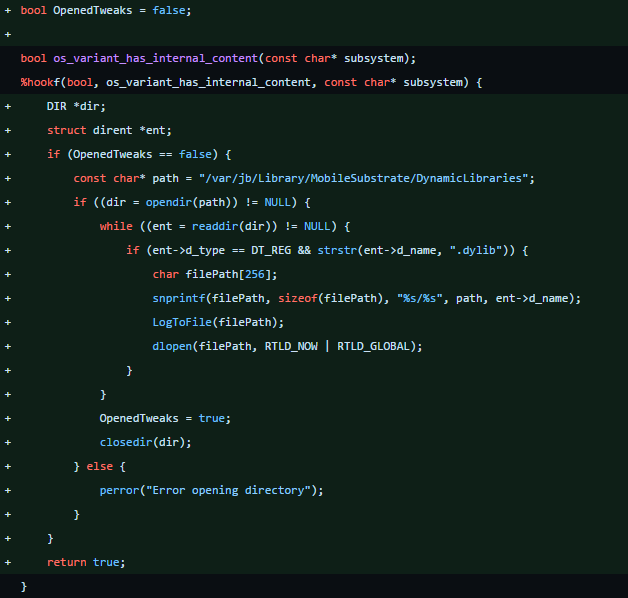 + bool OpenedTweaks = false;
+
bool os_variant_has_internal_content(const char* subsystem);
%hookf(bool, os_variant_has_internal_content, const char* subsystem) {
+     DIR *dir;
+     struct dirent *ent;
+     if (OpenedTweaks == false) {
+         const char* path = "/var/jb/Library/MobileSubstrate/DynamicLibraries";
+         if ((dir = opendir(path)) != NULL) {
+             while ((ent = readdir(dir)) != NULL) {
+                 if (ent->d_type == DT_REG && strstr(ent->d_name, ".dylib")) {
+                     char filePath[256];
+                     snprintf(filePath, sizeof(filePath), "%s/%s", path, ent->d_name);
+                     LogToFile(filePath);
+                     dlopen(filePath, RTLD_NOW | RTLD_GLOBAL);
+                 }
+             }
+             OpenedTweaks = true;
+             closedir(dir);
+         } else {
+             perror("Error opening directory");
+         }
+     }
+     return true;
}